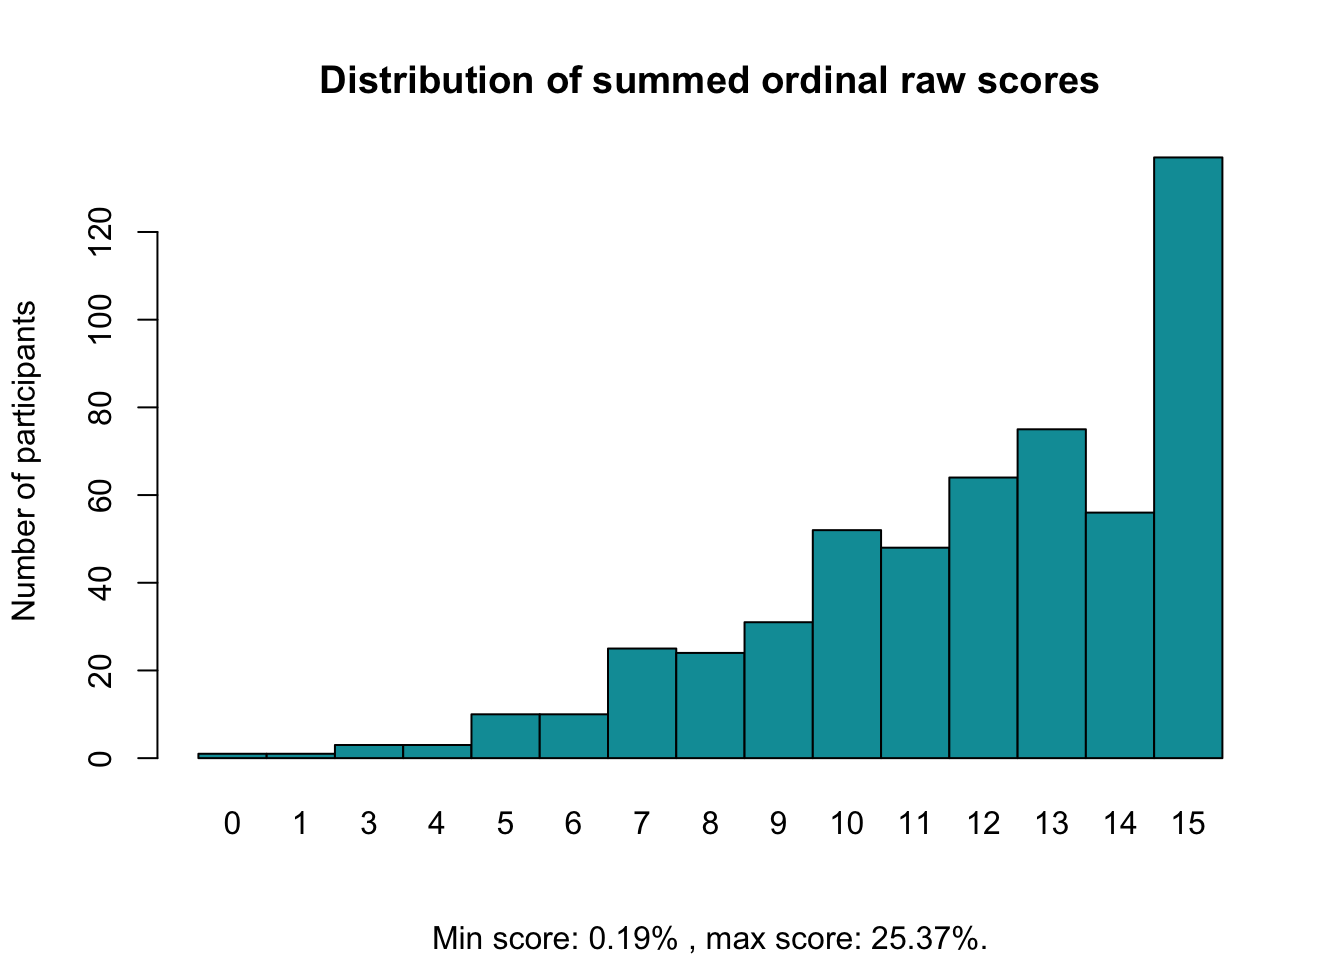 Distribution of summed ordinal raw scores
Number of participants
120
100
80
60
40
20
0
0 1 3 4 5 6 7 8 9 10 11 12 13 14 15
Min score: 0.19% , max score: 25.37%.